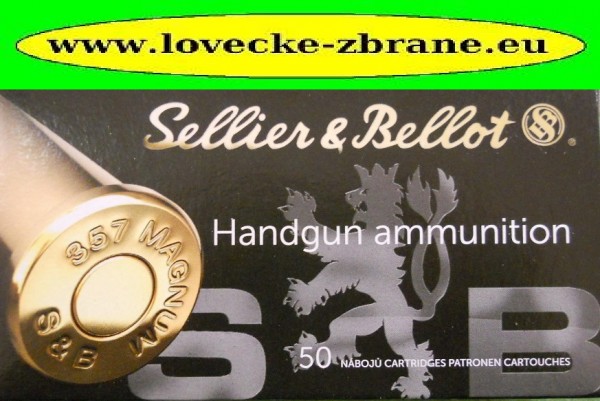 www.lovecke-zbrane.eu
Sellier & Bellot
S&B
®
Handgun ammunition
357 MAGNUM
S & B
S B
50 NÁBOJŮ CARTRIDGES PATRONEN CARTOUCHES